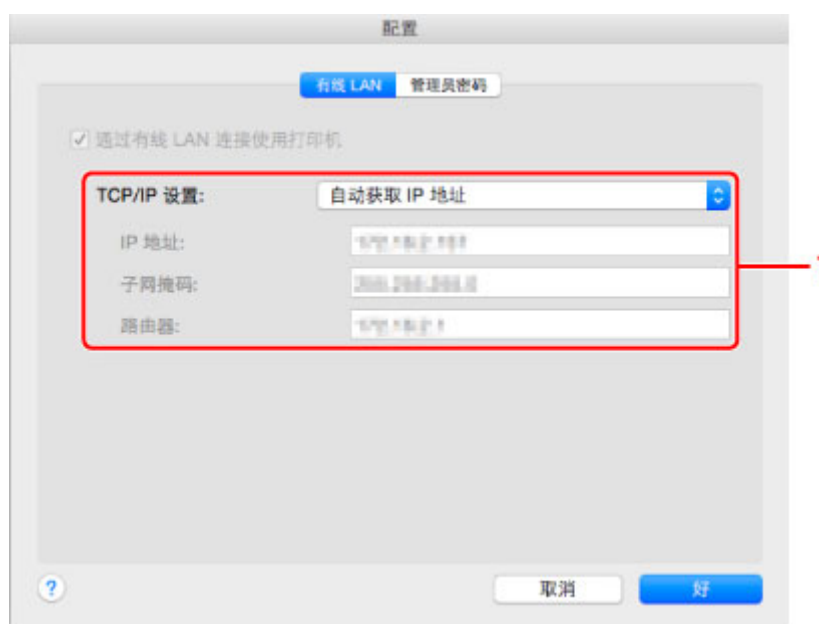 配置
有线 LAN 管理员密码
通过有线 LAN 连接使用打印机
TCP/IP 设置: 自动获取 IP 地址
IP 地址:
子网掩码:
路由器:
?
取消 好